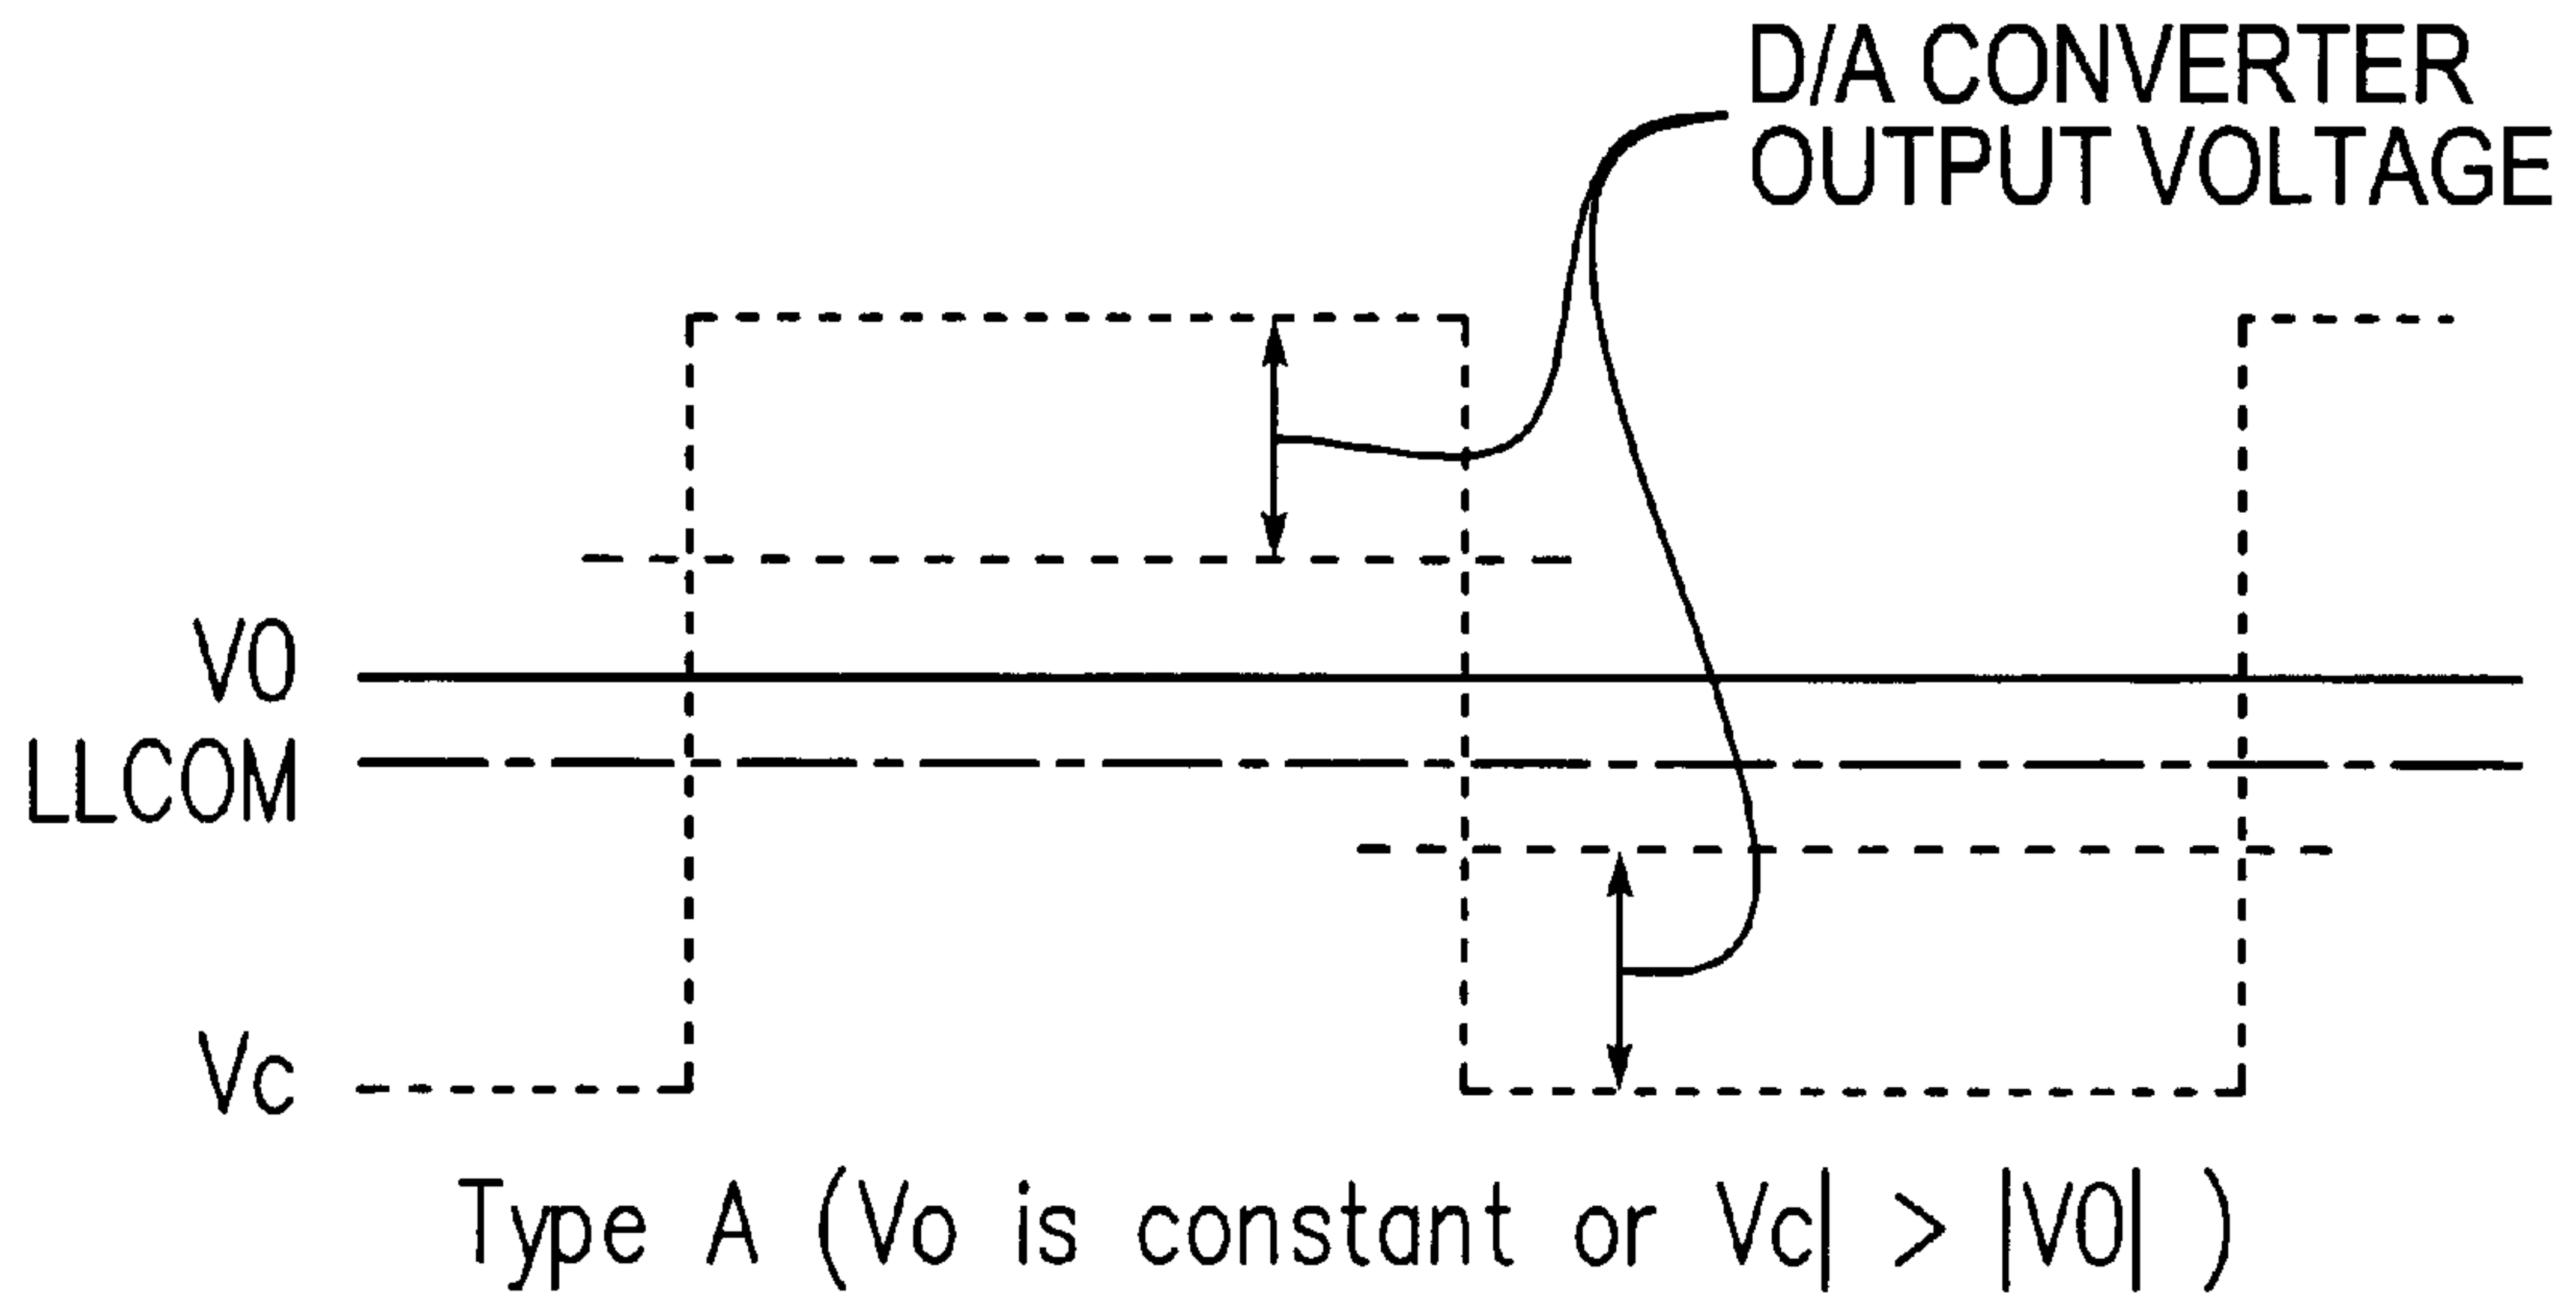 D/A CONVERTER
OUTPUT VOLTAGE
V0
LLCOM
Vc
Type A (Vo is constant or Vc| > |V0| )